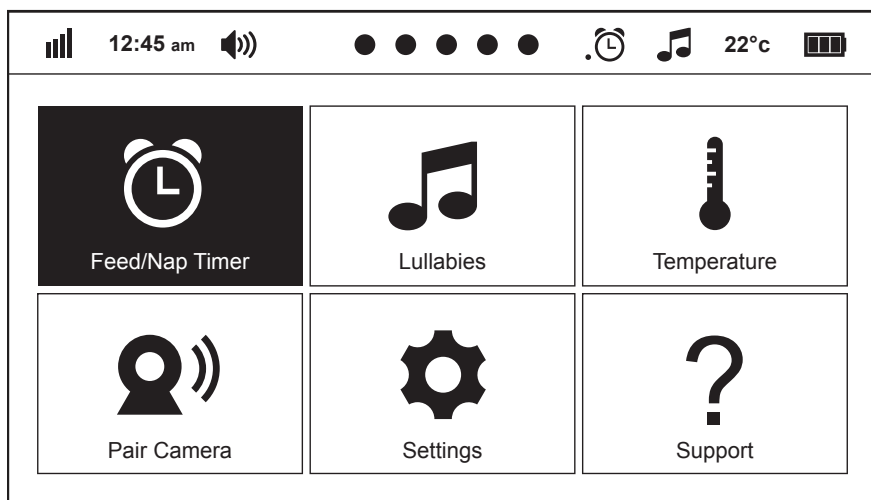 12:45 am 22°c
Feed/Nap Timer Lullabies Temperature
Pair Camera Settings Support